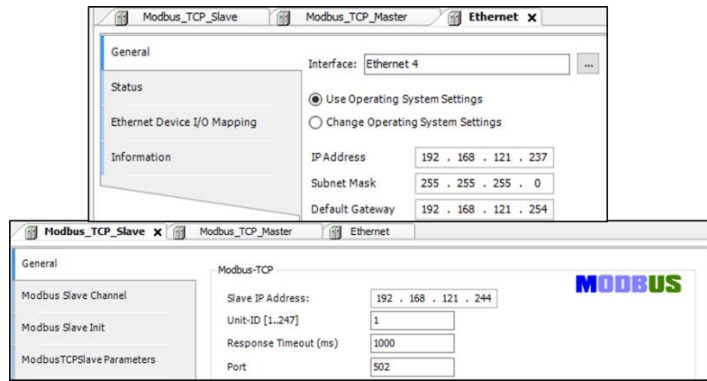 Modbus_TCP_Slave Modbus_TCP_Master Ethernet X
General
Interface: Ethernet 4 ...
Status
Use Operating System Settings
Ethernet Device I/O Mapping
Change Operating System Settings
Information
IP Address 192 . 168 . 121 . 237
Subnet Mask 255 . 255 . 255 . 0
Default Gateway 192 . 168 . 121 . 254
Modbus_TCP_Slave X Modbus_TCP_Master Ethernet
General
Modbus-TCP
MODBUS
Modbus Slave Channel
Slave IP Address: 192 . 168 . 121 . 244
Unit-ID [1..247] 1
Modbus Slave Init
Response Timeout (ms) 1000
ModbusTCPSlave Parameters
Port 502